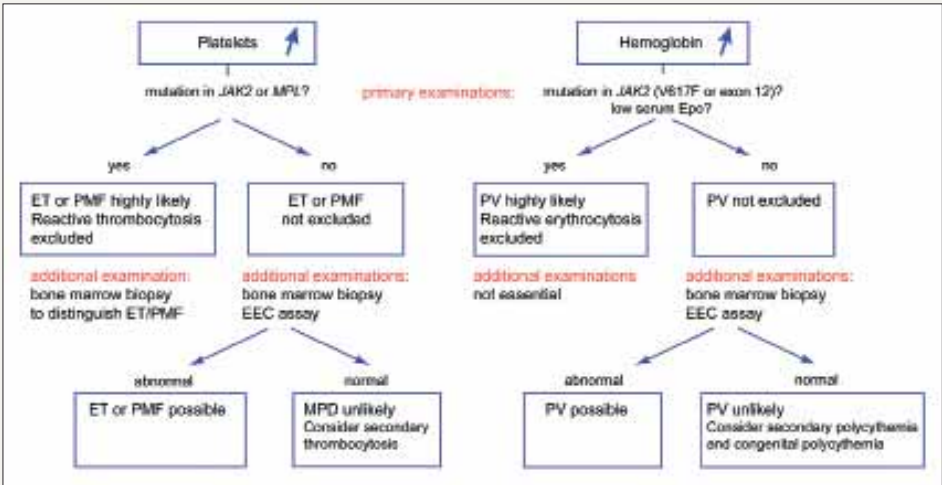 Platelets
mutation in JAK2 or MPL?
yes
no
ET or PMF highly likely
Reactive thrombocytosis
excluded
ET or PMF
not excluded
additional examination:
bone marrow biopsy
to distinguish ET/PMF
additional examinations:
bone marrow biopsy
EEC assay
abnormal
normal
ET or PMF possible
MPD unlikely
Consider secondary
thrombocytosis
primary examinations:
Hemoglobin
mutation in JAK2 (V617F or exon 12)?
low serum Epo?
yes
no
PV highly likely
Reactive erythrocytosis
excluded
PV not excluded
additional examinations
not essential
additional examinations:
bone marrow biopsy
EEC assay
abnormal
normal
PV possible
PV unlikely
Consider secondary polycythemia
and congenital polycythemia